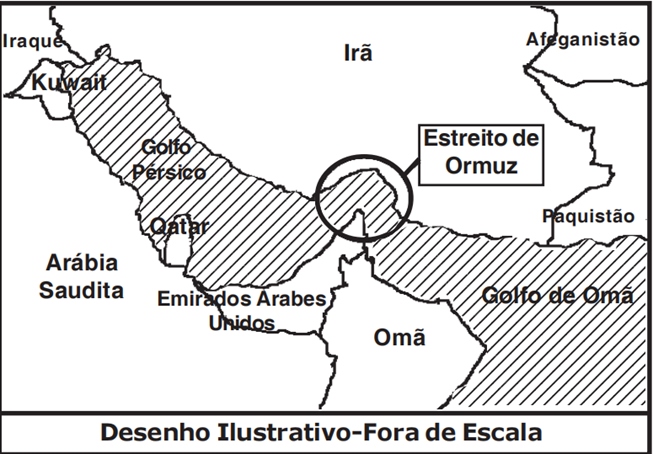 Iraque
Irã
Afeganistão
Kuwait
Estreito de
Ormuz
Golfo
Pérsico
Paquistão
Qatar
Arábia
Saudita
Emirados Árabes
Unidos
Golfo de Omã
Omã
Desenho Ilustrativo-Fora de Escala